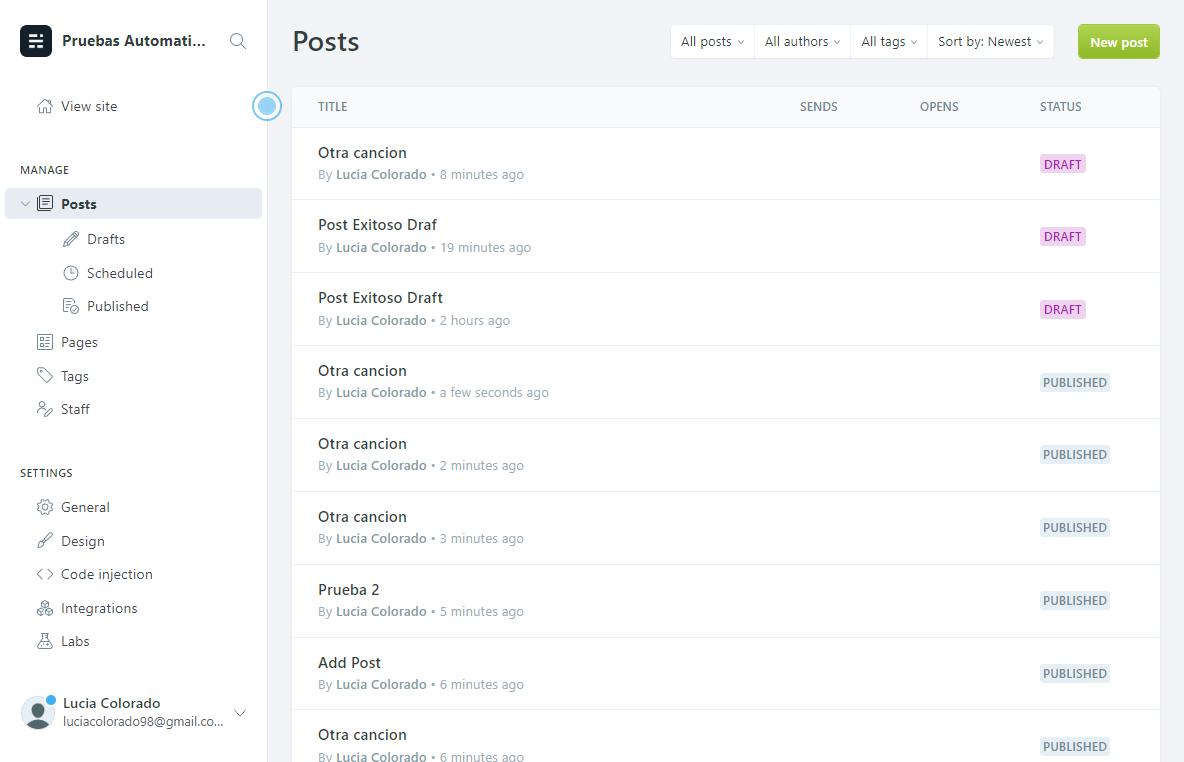 Pruebas Automati...
View site
MANAGE
Posts
Drafts
Scheduled
Published
Pages
Tags
Staff
SETTINGS
General
Design
Code injection
Integrations
Labs
Lucia Colorado
luciacolorado98@gmail.co...
Posts
All posts
All authors
All tags
Sort by: Newest
New post
TITLE SENDS OPENS STATUS
Otra cancion
By Lucia Colorado • 8 minutes ago
DRAFT
Post Exitoso Draf
By Lucia Colorado • 19 minutes ago
DRAFT
Post Exitoso Draft
By Lucia Colorado • 2 hours ago
DRAFT
Otra cancion
By Lucia Colorado • a few seconds ago
PUBLISHED
Otra cancion
By Lucia Colorado • 2 minutes ago
PUBLISHED
Otra cancion
By Lucia Colorado • 3 minutes ago
PUBLISHED
Prueba 2
By Lucia Colorado • 5 minutes ago
PUBLISHED
Add Post
By Lucia Colorado • 6 minutes ago
PUBLISHED
Otra cancion
By Lucia Colorado • 6 minutes ago
PUBLISHED